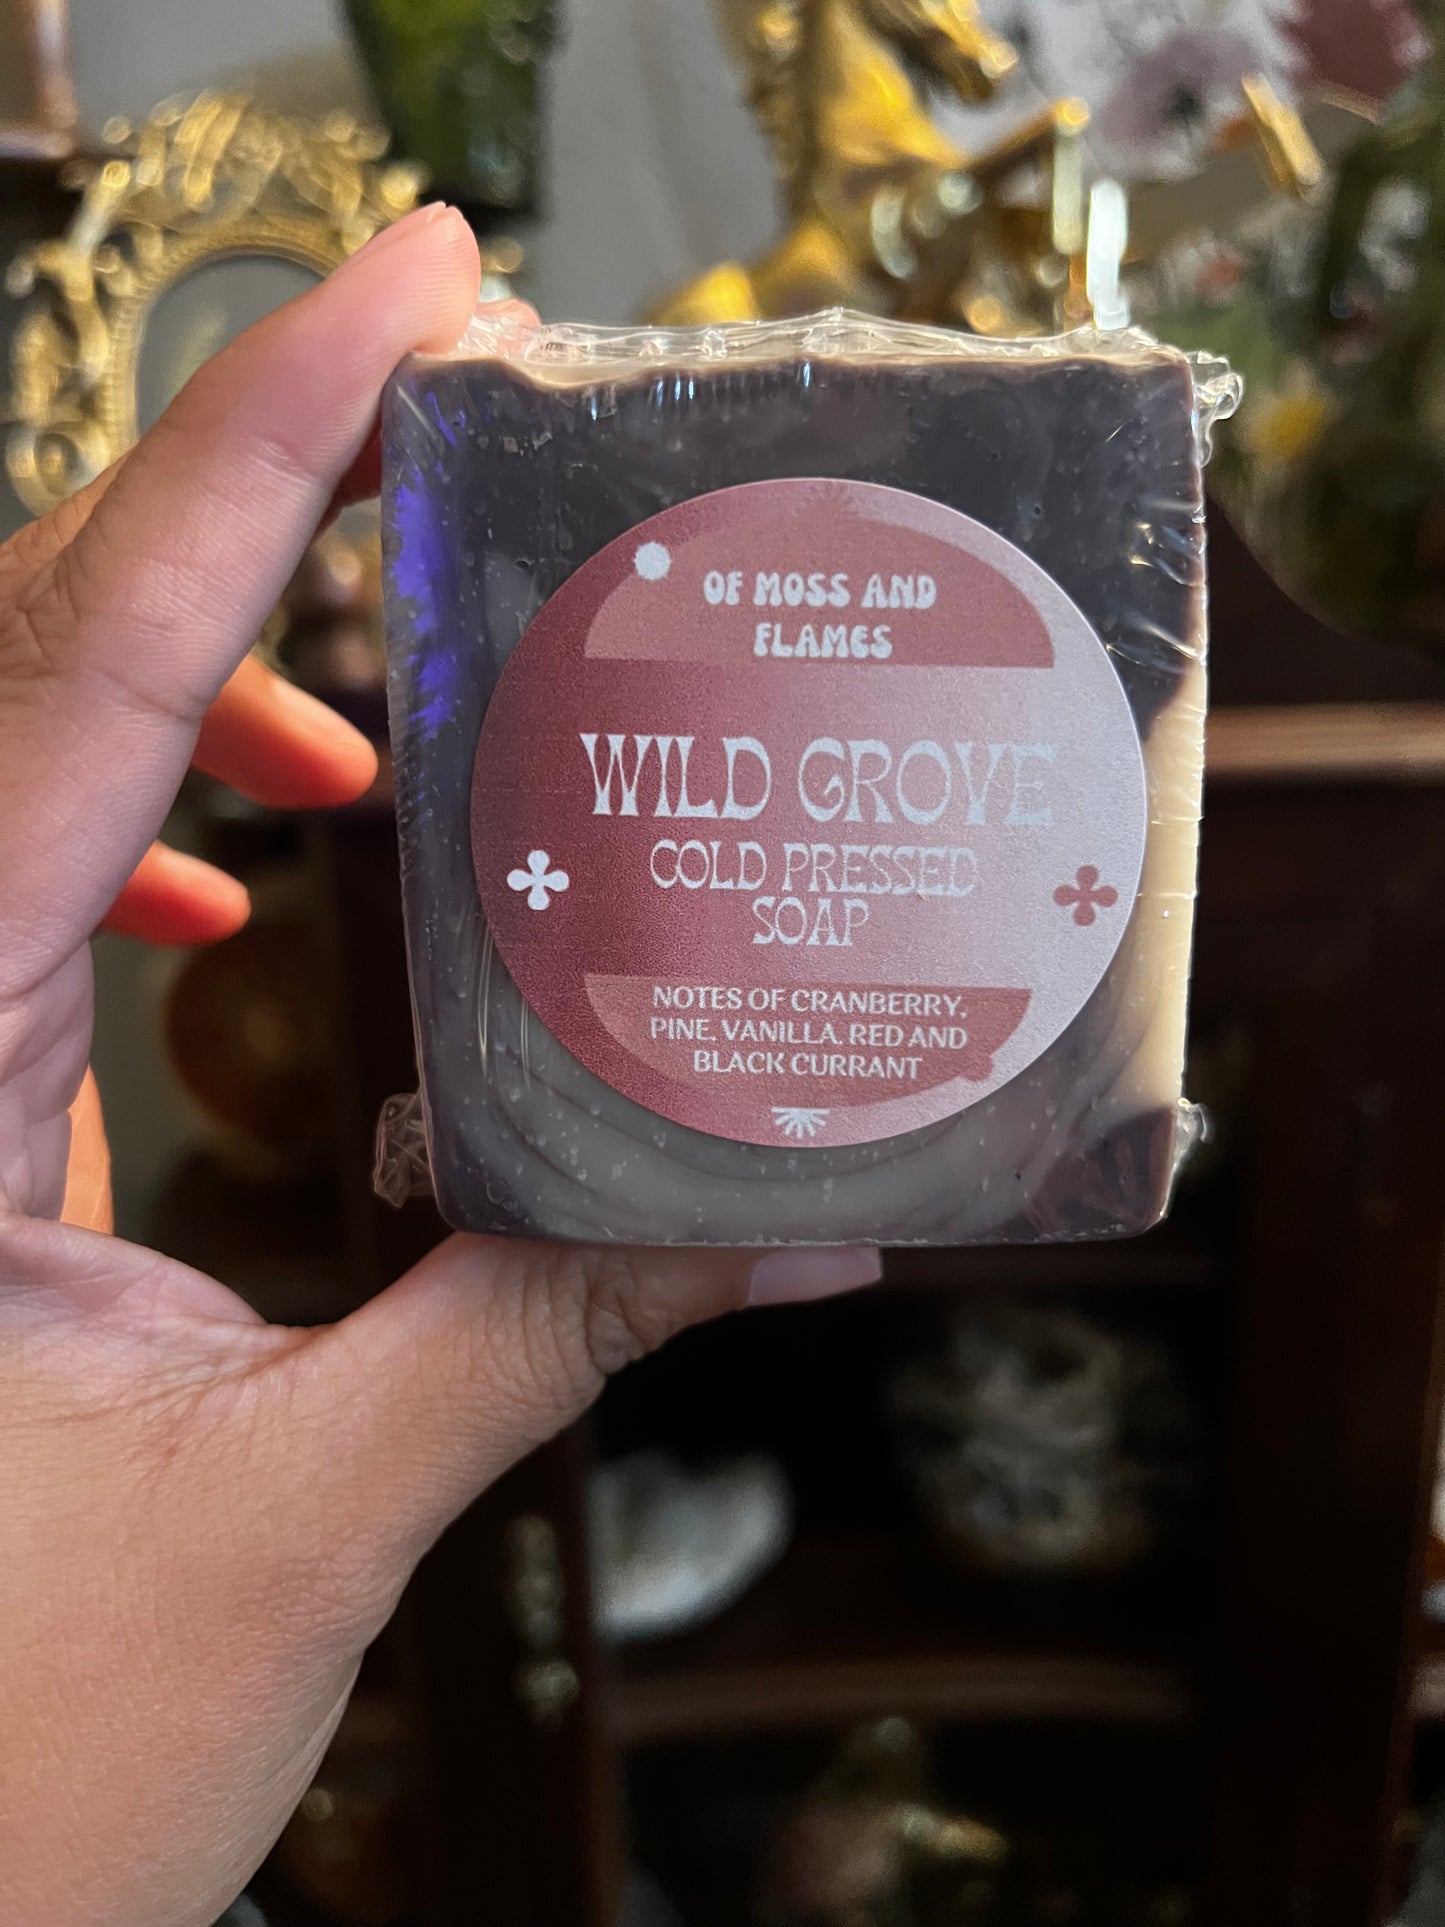 OF MOSS AND
FLAMES
WILD GROVE
COLD PRESSED
SOAP
NOTES OF CRANBERRY,
PINE, VANILLA, RED AND
BLACK CURRANT